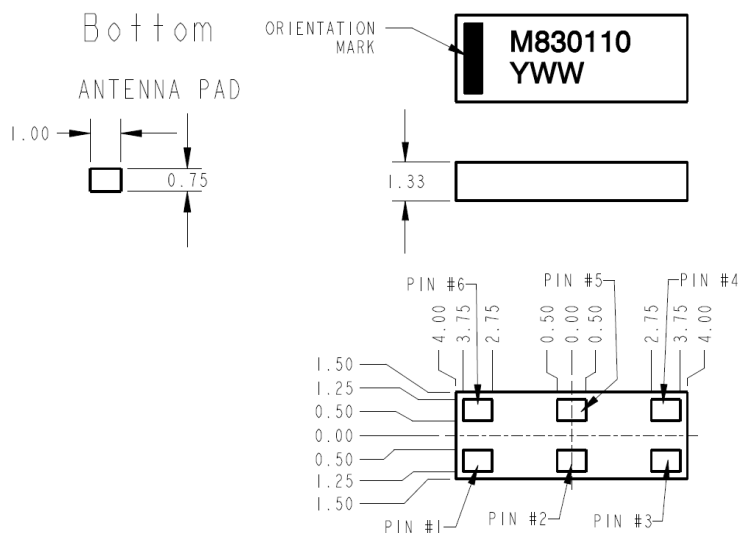 Bottom
ANTENNA PAD
1.00
0.75
ORIENTATION
MARK
M830110
YWW
1.33
PIN #6
PIN #5
PIN #4
4.00
3.75
2.75
0.50
0.00
0.50
2.75
3.75
4.00
1.50
1.25
0.50
0.00
0.50
1.25
1.50
PIN #1
PIN #2
PIN #3